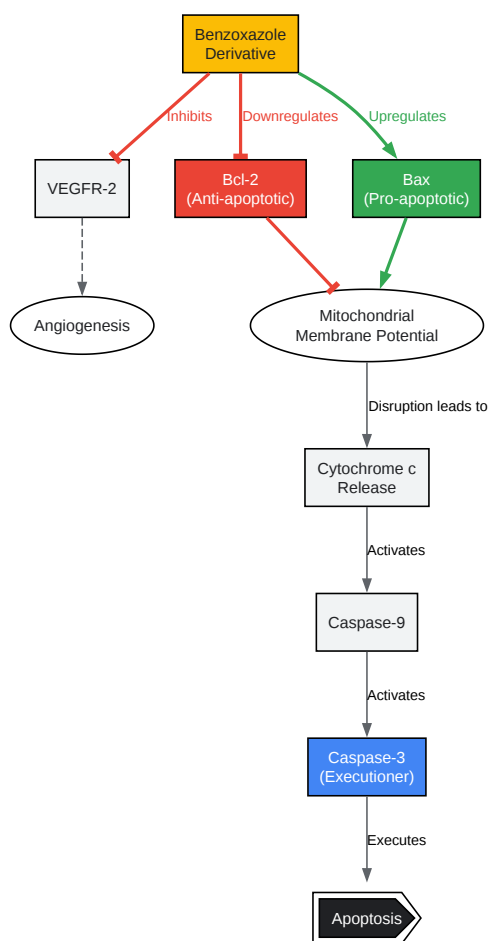 Benzoxazole
Derivative
Inhibits
Downregulates
Upregulates
VEGFR-2
Bcl-2
(Anti-apoptotic)
Bax
(Pro-apoptotic)
Angiogenesis
Mitochondrial
Membrane Potential
Disruption leads to
Cytochrome c
Release
Activates
Caspase-9
Activates
Caspase-3
(Executioner)
Executes
Apoptosis